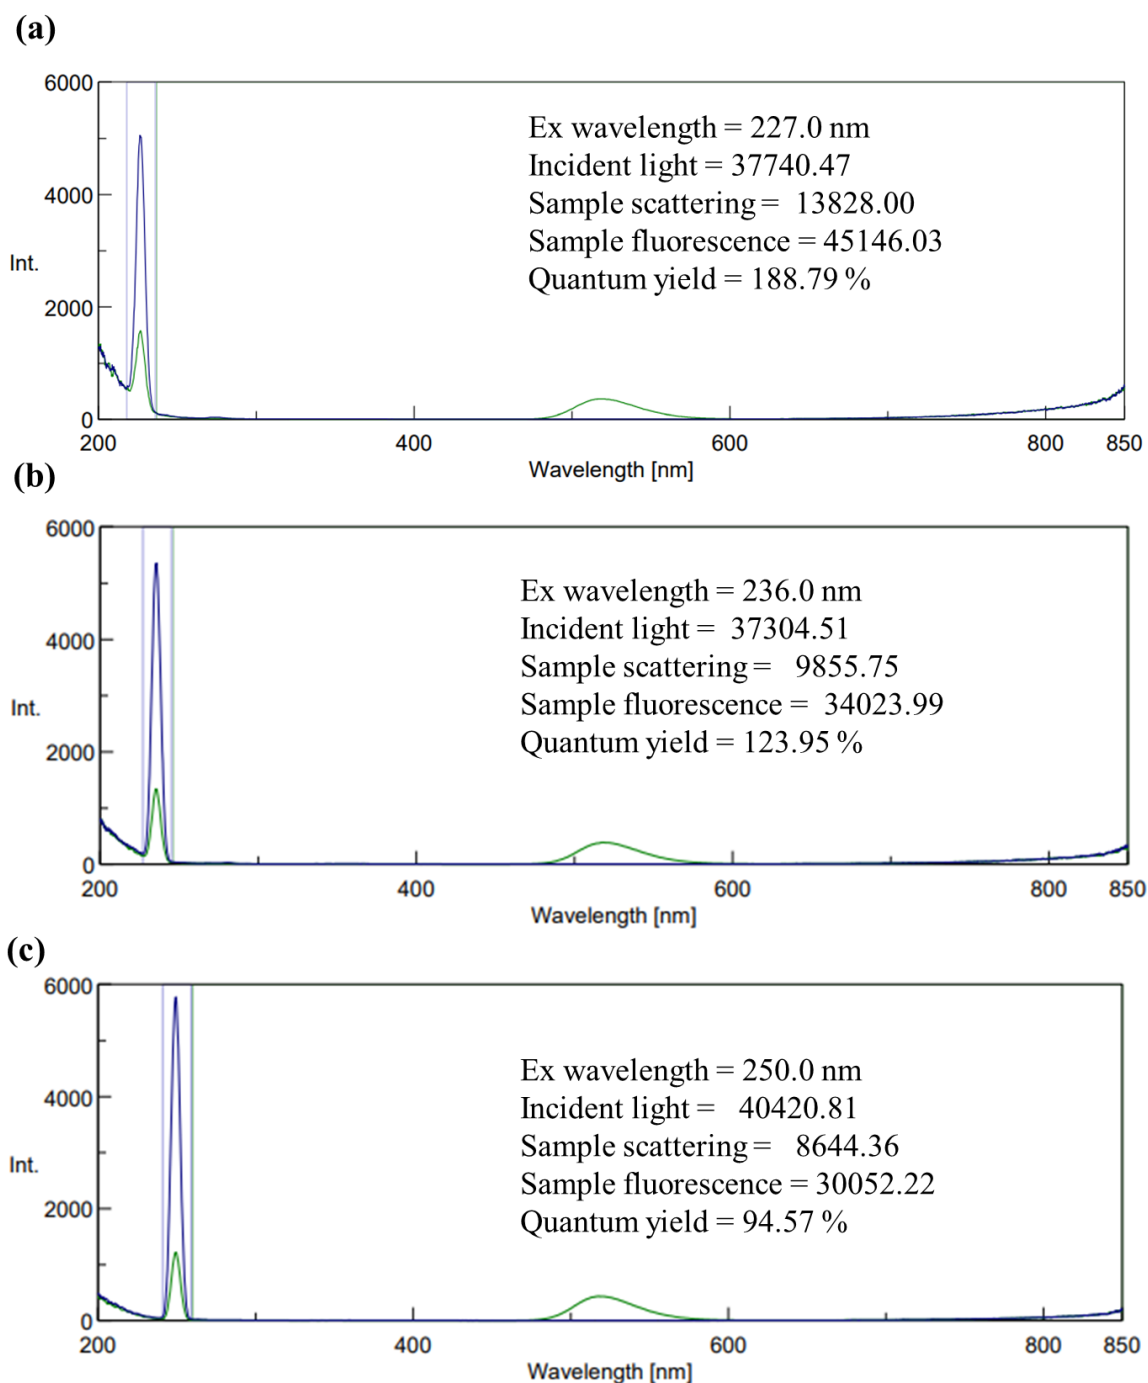 (a)
6000
4000
2000
0
Int.
Ex wavelength = 227.0 nm
Incident light = 37740.47
Sample scattering = 13828.00
Sample fluorescence = 45146.03
Quantum yield = 188.79 %
200 400 600 800 850
Wavelength [nm]
(b)
6000
4000
2000
0
Int.
Ex wavelength = 236.0 nm
Incident light = 37304.51
Sample scattering = 9855.75
Sample fluorescence = 34023.99
Quantum yield = 123.95 %
200 400 600 800 850
Wavelength [nm]
(c)
6000
4000
2000
0
Int.
Ex wavelength = 250.0 nm
Incident light = 40420.81
Sample scattering = 8644.36
Sample fluorescence = 30052.22
Quantum yield = 94.57 %
200 400 600 800 850
Wavelength [nm]